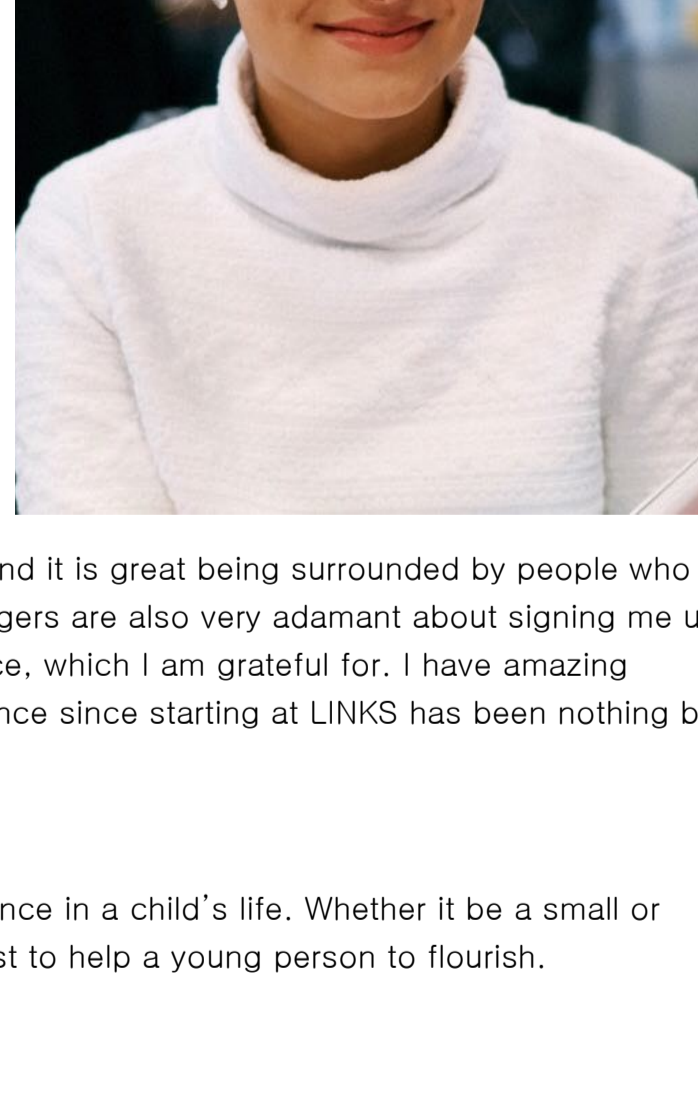 nd it is great being surrounded by people who
gers are also very adamant about signing me u
ce, which I am grateful for. I have amazing
nce since starting at LINKS has been nothing b
nce in a child's life. Whether it be a small or
st to help a young person to flourish.